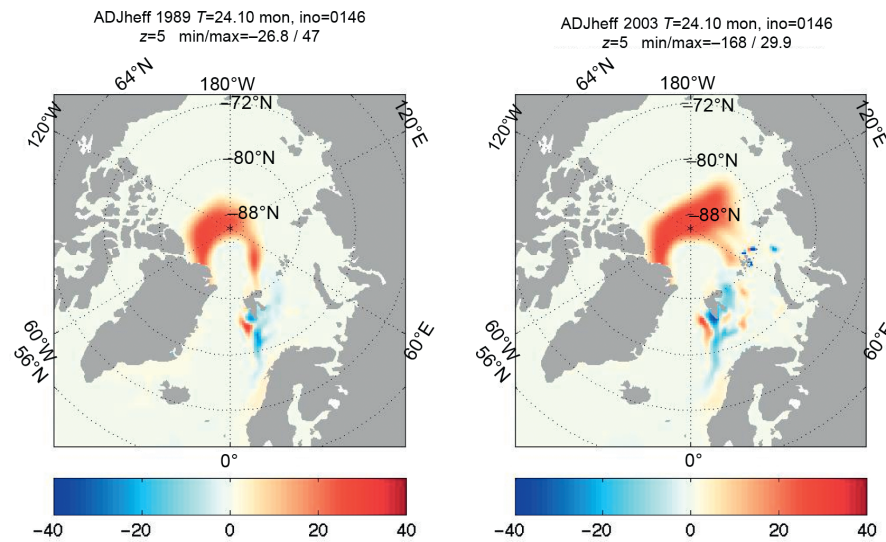 ADJheff 1989 T=24.10 mon, ino=0146
z=5 min/max=–26.8 / 47
64°N
180°W
120°W
120°E
–72°N
–80°N
–88°N
60°W
56°N
60°E
0°
−40 −20 0 20 40
ADJheff 2003 T=24.10 mon, ino=0146
z=5 min/max=–168 / 29.9
64°N
180°W
120°W
120°E
–72°N
–80°N
–88°N
60°W
56°N
60°E
0°
−40 −20 0 20 40